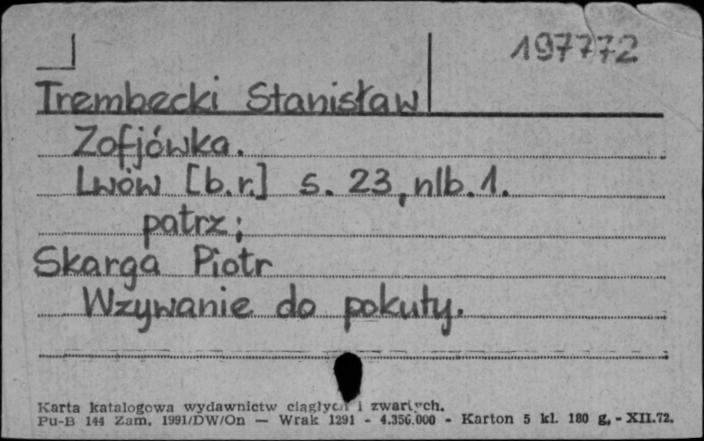 197772
Trembecki Stanisław
Zofjówka.
Lwów [b.r.] s. 23, nlb. 1.
patrz;
Skarga Piotr
Wzywanie do pokuty.
Karta katalogowa wydawnictw ciągłych i zwartych.
Pu-B 144 Zam. 1991/DW/On — Wrak 1291 - 4.356.000 - Karton 5 kl. 180 g, - XII.72.